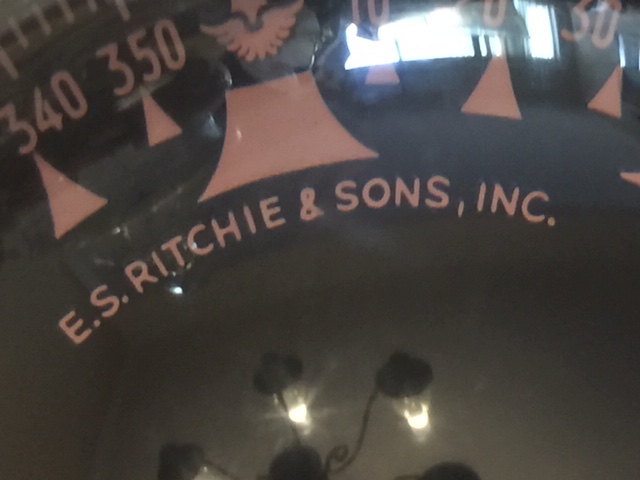 340 350 10 20 30
E.S. RITCHIE & SONS, INC.